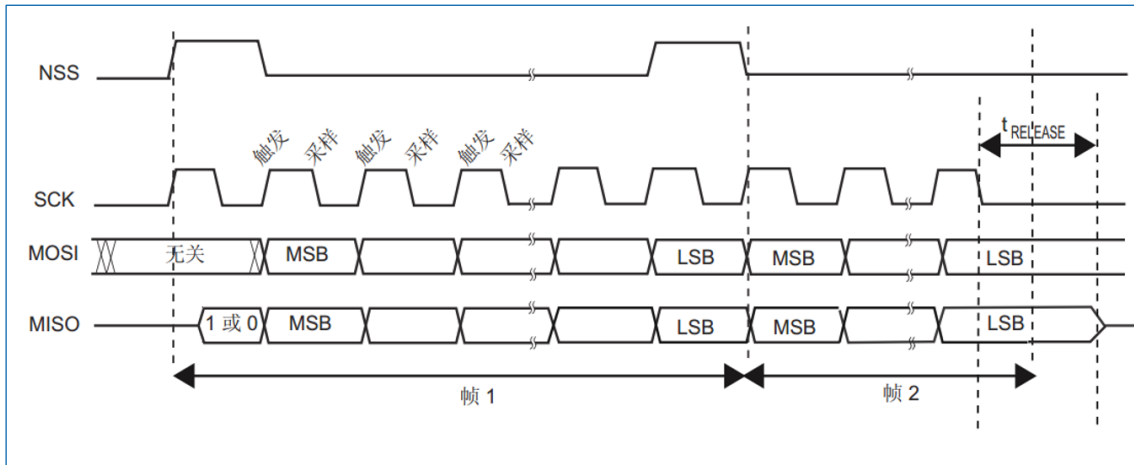 NSS
t RELEASE
触发 采样 触发 采样 触发 采样
SCK
MOSI 无关 MSB LSB MSB LSB
MISO 1 或 0 MSB LSB MSB LSB
帧 1 帧 2